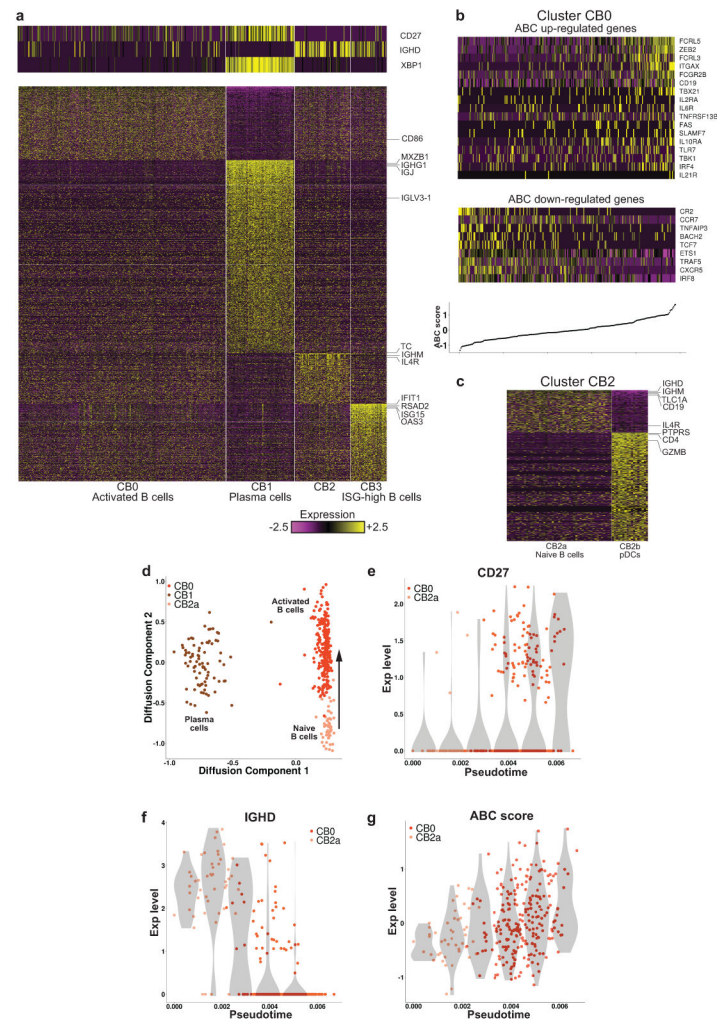 a
CD27
IGHD
XBP1
CD86
MXZB1
IGHG1
IGJ
IGLV3-1
TC
IGHM
IL4R
IFIT1
RSAD2
ISG15
OAS3
CB0 CB1 CB2 CB3
Activated B cells Plasma cells ISG-high B cells
Expression
-2.5 +2.5
b
Cluster CB0
ABC up-regulated genes
FCRL5
ZEB2
FCRL3
ITGAX
FCGR2B
CD19
TBX21
IL2RA
IL6R
TNFRSF13B
FAS
SLAMF7
IL10RA
TLR7
TBK1
IRF4
IL21R
ABC down-regulated genes
CR2
CCR7
TNFAIP3
BACH2
TCF7
ETS1
TRAF5
CXCR5
IRF8
ABC score
1
0
-1
c
Cluster CB2
IGHD
IGHM
TLC1A
CD19
IL4R
PTPRS
CD4
GZMB
CB2a CB2b
Naive B cells pDCs
d
CB0
CB1
CB2a
Activated
B cells
Plasma
cells
Naive
B cells
Diffusion Component 2
1.0
0.5
0.0
-0.5
-1.0
-1.0 -0.5 0.0 0.5
Diffusion Component 1
e
CD27
CB0
CB2a
Exp level
2.0
1.5
1.0
0.5
0.0
0.000 0.002 0.004 0.006
Pseudotime
f
IGHD
CB0
CB2a
Exp level
4
3
2
1
0
0.000 0.002 0.004 0.006
Pseudotime
g
ABC score
CB0
CB2a
Exp level
1
0
-1
0.000 0.002 0.004 0.006
Pseudotime